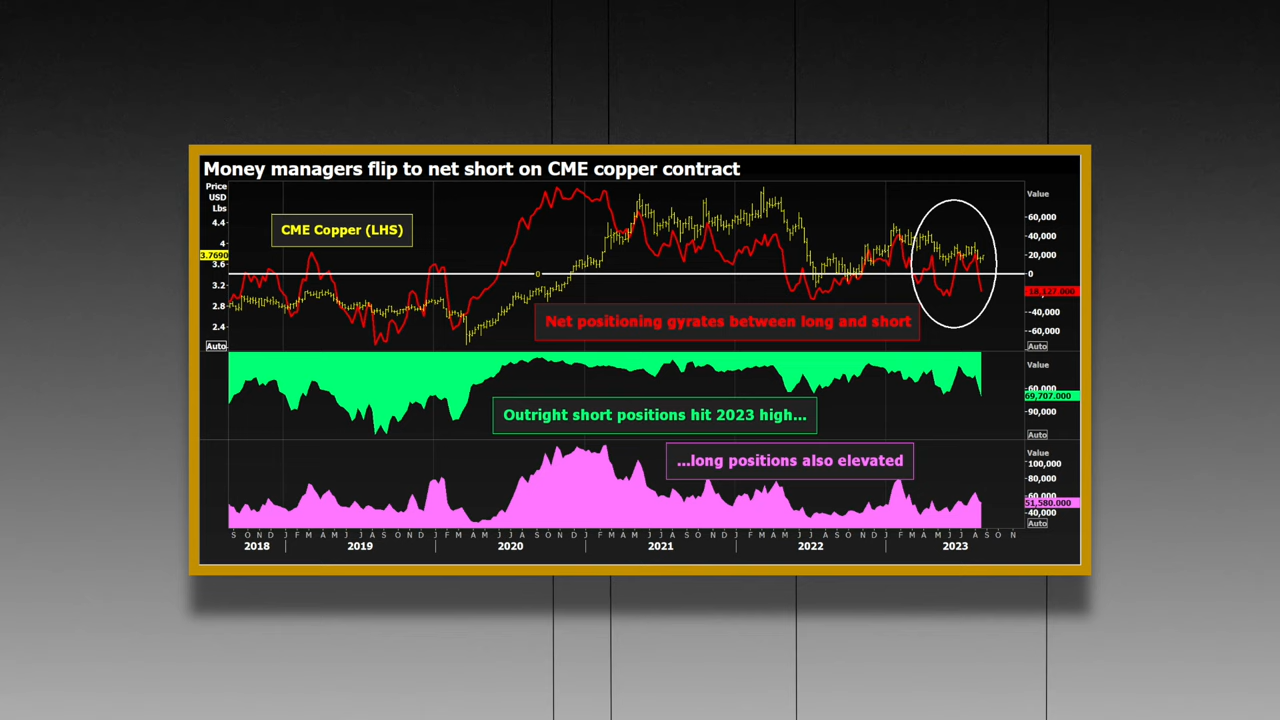 Money managers flip to net short on CME copper contract
Price
USD
Lbs
4.4
4
3.7690
3.6
3.2
2.8
2.4
Auto
CME Copper (LHS)
0
Net positioning gyrates between long and short
Value
60,000
40,000
20,000
0
-18,127.000
-40,000
-60,000
Auto
Outright short positions hit 2023 high...
Value
60,000
69,707.000
90,000
Auto
...long positions also elevated
Value
100,000
80,000
60,000
51,580.000
40,000
Auto
S O N D J F M A M J J A S O N D J F M A M J J A S O N D J F M A M J J A S O N D J F M A M J J A S O N D J F M A M J J A S O N
2018 2019 2020 2021 2022 2023